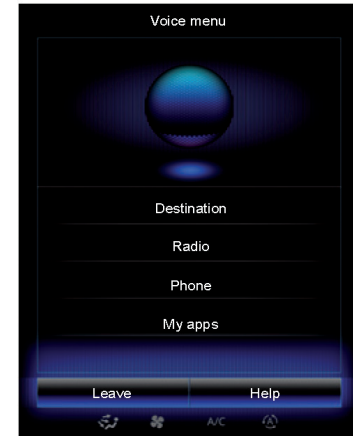 Voice menu
Destination
Radio
Phone
My apps
Leave Help
A/C